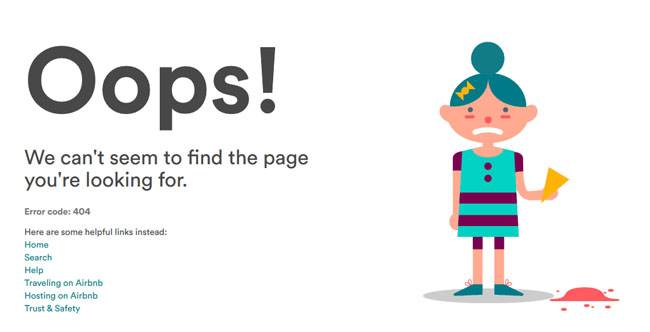 Oops!
We can't seem to find the page
you're looking for.
Error code: 404
Here are some helpful links instead:
Home
Search
Help
Traveling on Airbnb
Hosting on Airbnb
Trust & Safety